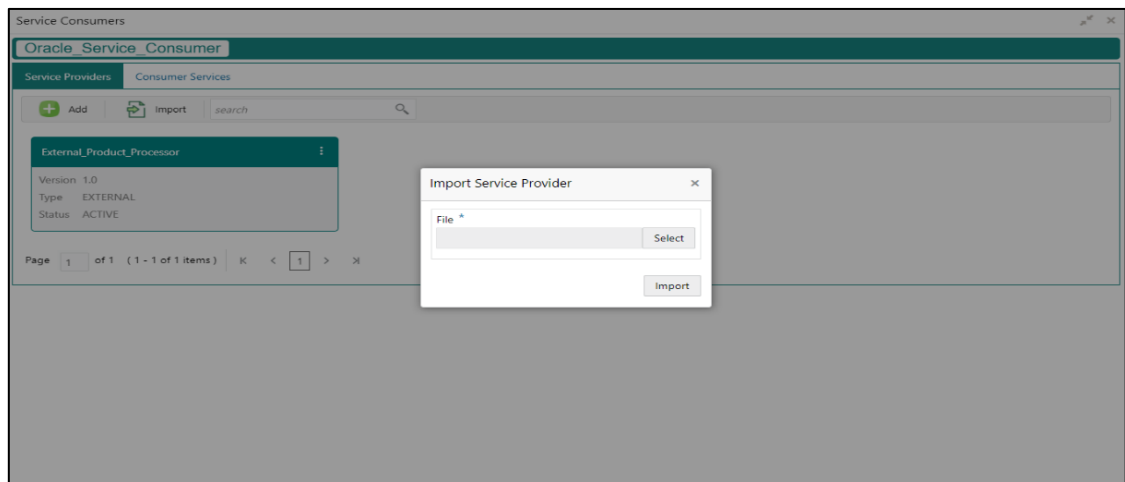 Service Consumers
Oracle_Service_Consumer
Service Providers Consumer Services
Add Import search
External_Product_Processor
Version 1.0
Type EXTERNAL
Status ACTIVE
Page 1 of 1 (1 - 1 of 1 items) K < 1 > Ж
Import Service Provider ×
File *
Select
Import